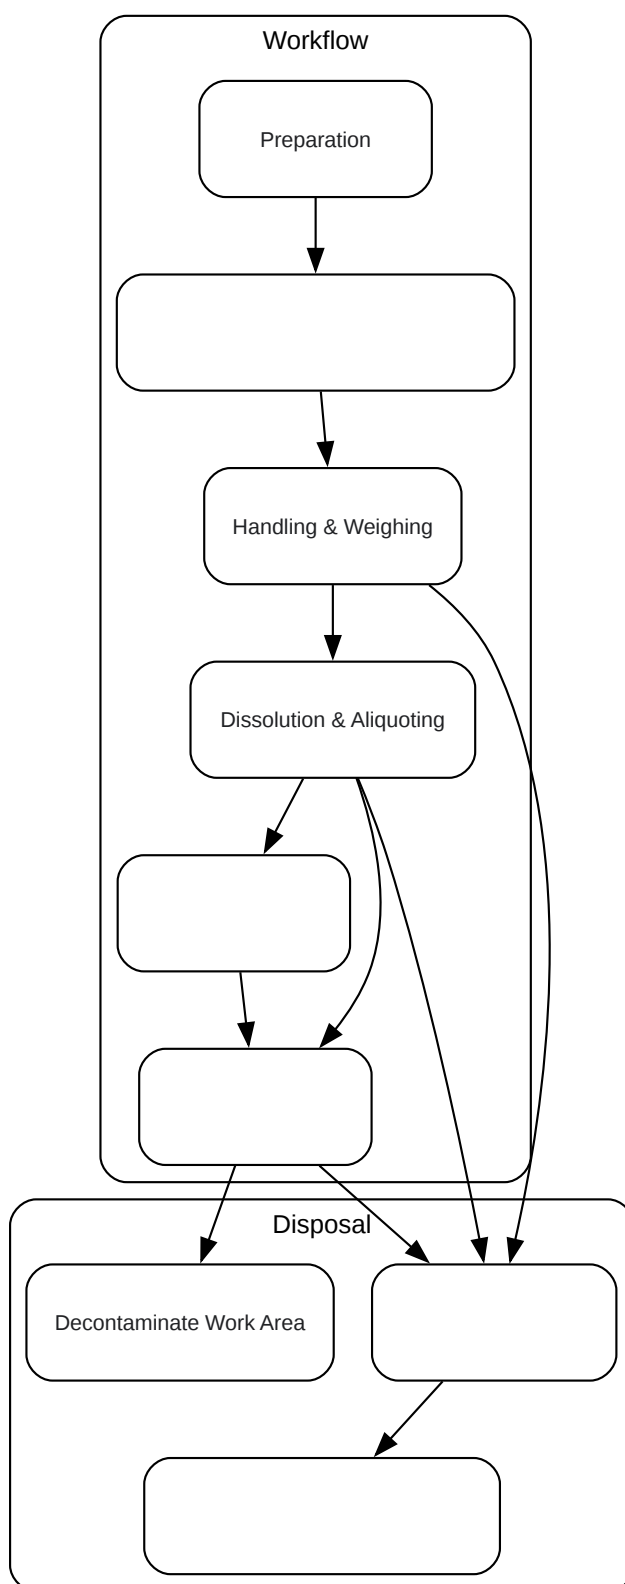 Workflow
Preparation
Handling & Weighing
Dissolution & Aliquoting
Disposal
Decontaminate Work Area